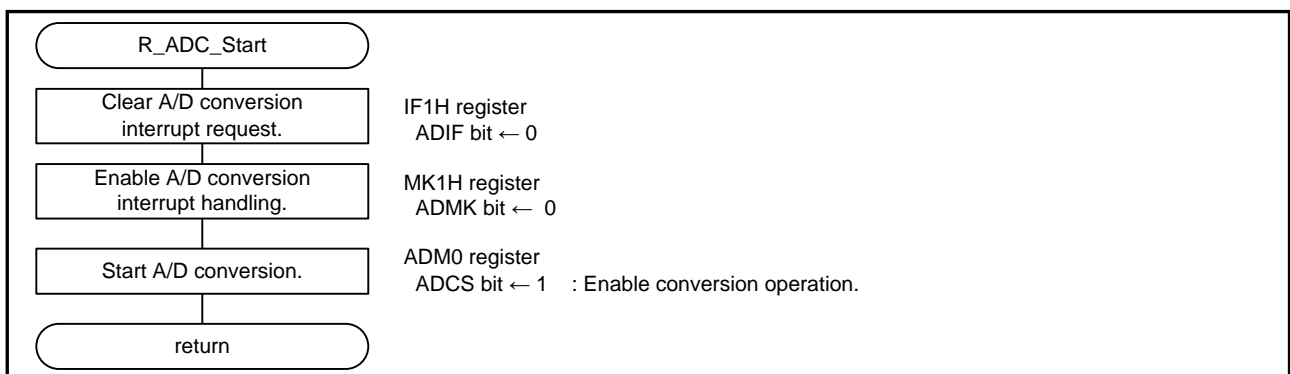 R_ADC_Start
Clear A/D conversion
interrupt request.
IF1H register
ADIF bit ← 0
Enable A/D conversion
interrupt handling.
MK1H register
ADMK bit ← 0
Start A/D conversion.
ADM0 register
ADCS bit ← 1 : Enable conversion operation.
return